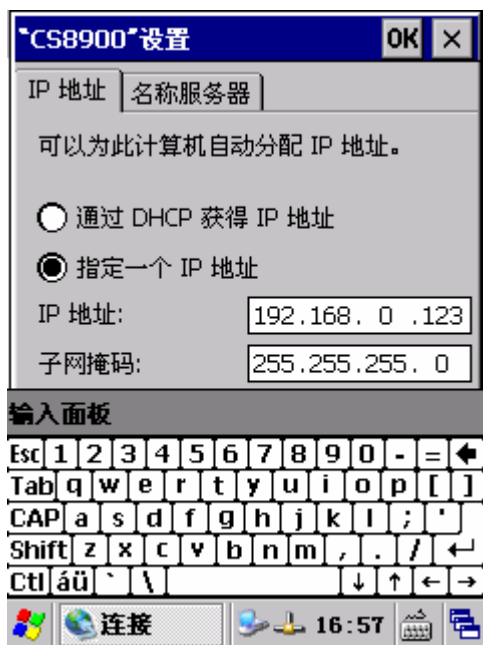 "CS8900"设置 OK ×
IP 地址 名称服务器
可以为此计算机自动分配 IP 地址。
通过 DHCP 获得 IP 地址
指定一个 IP 地址
IP 地址: 192.168. 0 .123
子网掩码: 255.255.255. 0
输入面板
Esc 1 2 3 4 5 6 7 8 9 0 - = ←
Tab q w e r t y u i o p [ ]
CAP a s d f g h j k l ; '
Shift z x c v b n m , . / ↵
Ctl áü ` \ ↓ ↑ ← →
连接 16:57